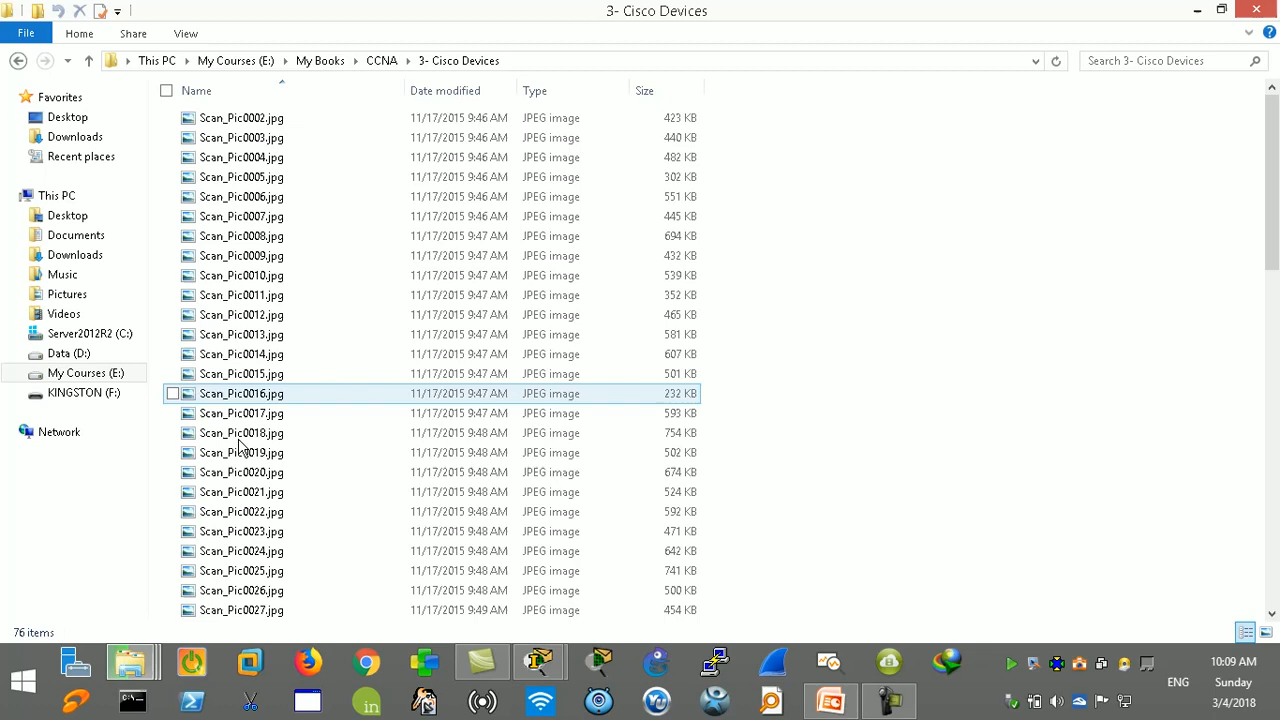 3- Cisco Devices
File Home Share View
This PC My Courses (E:) My Books CCNA 3- Cisco Devices Search 3- Cisco Devices
Name Date modified Type Size
Favorites
Desktop
Downloads
Recent places
This PC
Desktop
Documents
Downloads
Music
Pictures
Videos
Server2012R2 (C:)
Data (D:)
My Courses (E:)
KINGSTON (F:)
Network
Scan_Pic0002.jpg 11/17/2015 9:46 AM JPEG image 423 KB
Scan_Pic0003.jpg 11/17/2015 9:46 AM JPEG image 440 KB
Scan_Pic0004.jpg 11/17/2015 9:46 AM JPEG image 482 KB
Scan_Pic0005.jpg 11/17/2015 9:46 AM JPEG image 302 KB
Scan_Pic0006.jpg 11/17/2015 9:46 AM JPEG image 551 KB
Scan_Pic0007.jpg 11/17/2015 9:46 AM JPEG image 445 KB
Scan_Pic0008.jpg 11/17/2015 9:47 AM JPEG image 694 KB
Scan_Pic0009.jpg 11/17/2015 9:47 AM JPEG image 432 KB
Scan_Pic0010.jpg 11/17/2015 9:47 AM JPEG image 539 KB
Scan_Pic0011.jpg 11/17/2015 9:47 AM JPEG image 352 KB
Scan_Pic0012.jpg 11/17/2015 9:47 AM JPEG image 465 KB
Scan_Pic0013.jpg 11/17/2015 9:47 AM JPEG image 581 KB
Scan_Pic0014.jpg 11/17/2015 9:47 AM JPEG image 607 KB
Scan_Pic0015.jpg 11/17/2015 9:47 AM JPEG image 501 KB
Scan_Pic0016.jpg 11/17/2015 9:47 AM JPEG image 232 KB
Scan_Pic0017.jpg 11/17/2015 9:47 AM JPEG image 593 KB
Scan_Pic0018.jpg 11/17/2015 9:48 AM JPEG image 754 KB
Scan_Pic0019.jpg 11/17/2015 9:48 AM JPEG image 502 KB
Scan_Pic0020.jpg 11/17/2015 9:48 AM JPEG image 674 KB
Scan_Pic0021.jpg 11/17/2015 9:48 AM JPEG image 524 KB
Scan_Pic0022.jpg 11/17/2015 9:48 AM JPEG image 592 KB
Scan_Pic0023.jpg 11/17/2015 9:48 AM JPEG image 471 KB
Scan_Pic0024.jpg 11/17/2015 9:48 AM JPEG image 642 KB
Scan_Pic0025.jpg 11/17/2015 9:48 AM JPEG image 741 KB
Scan_Pic0026.jpg 11/17/2015 9:48 AM JPEG image 500 KB
Scan_Pic0027.jpg 11/17/2015 9:49 AM JPEG image 454 KB
76 items
ENG
10:09 AM
Sunday
3/4/2018